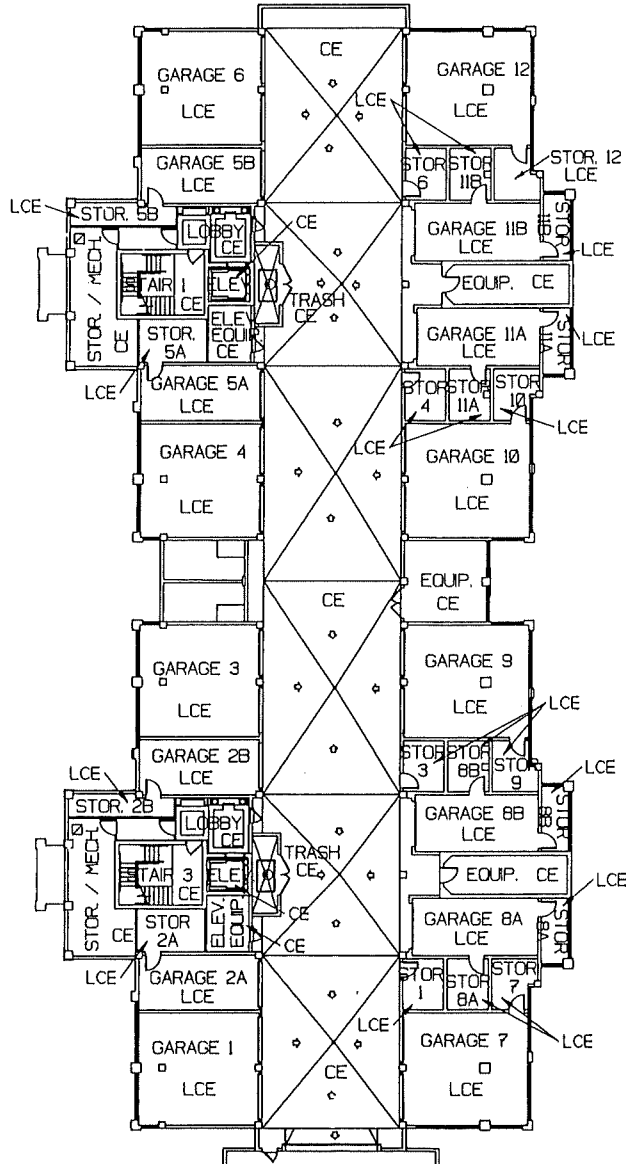 CE
GARAGE 6
LCE
GARAGE 12
LCE
LCE
GARAGE 5B
LCE
STOR
6
STOR
11B
STOR. 12
LCE
LCE
STOR. 5B
CE
LOBBY
CE
GARAGE 11B
LCE
STOR
11B
LCE
STOR. / MECH.
CE
STAIR 1
CE
ELEV
TRASH
CE
EQUIP. CE
STOR.
5A
ELE
EQUI
CE
GARAGE 11A
LCE
STOR
11A
LCE
LCE
GARAGE 5A
LCE
STOR
4
STOR
11A
STOR
10
LCE
LCE
GARAGE 4
LCE
GARAGE 10
LCE
CE
EQUIP.
CE
GARAGE 3
LCE
GARAGE 9
LCE
LCE
GARAGE 2B
LCE
STOR
3
STOR
8B
STOR
9
LCE
LCE
STOR. 2B
LOBBY
CE
GARAGE 8B
LCE
STOR
8B
STOR. / MECH.
CE
STAIR 3
CE
ELEV
TRASH
CE
EQUIP. CE
LCE
STOR
2A
ELEV.
EQUIP.
CE
CE
GARAGE 8A
LCE
STOR
8A
LCE
GARAGE 2A
LCE
STOR
1
STOR
8A
STOR
7
LCE
LCE
GARAGE 1
LCE
CE
GARAGE 7
LCE